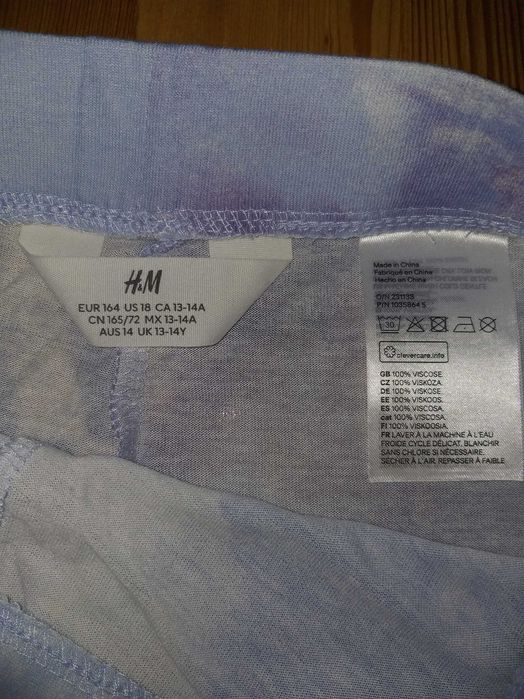 H&M
EUR 164 US 18 CA 13-14A
CN 165/72 MX 13-14A
AUS 14 UK 13-14Y
Made in China
Fabriqué en Chine
Hecho en China
O/N 231138
P/N 1035864 5
30
clevercare.info
GB 100% VISCOSE.
CZ 100% VISKÓZA.
DE 100% VISKOSE.
EE 100% VISKOOS.
ES 100% VISCOSA.
cat 100% VISCOSA.
FI 100% VISKOOSIA.
FR LAVER À LA MACHINE À L'EAU
FROIDE CYCLE DÉLICAT. BLANCHIR
SANS CHLORE SI NÉCESSAIRE.
SÉCHER À L'AIR. REPASSER À FAIBLE